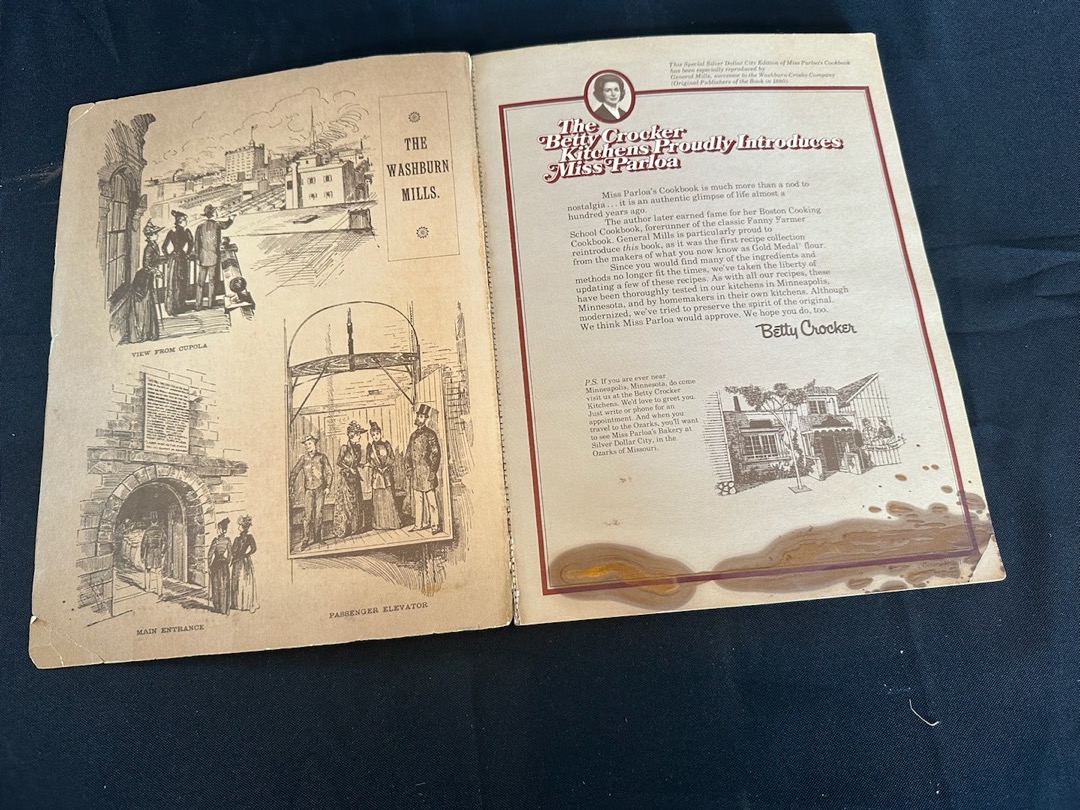 THE
WASHBURN
MILLS.
VIEW FROM CUPOLA
MAIN ENTRANCE
PASSENGER ELEVATOR
This Special Silver Dollar City Edition of Miss Parloa's Cookbook
has been especially reproduced by
General Mills, successor to the Washburn-Crosby Company
(Original Publishers of the Book in 1880).
The
Betty Crocker
Kitchens Proudly Introduces
Miss Parloa
Miss Parloa's Cookbook is much more than a nod to
nostalgia . . . it is an authentic glimpse of life almost a
hundred years ago.
The author later earned fame for her Boston Cooking
School Cookbook, forerunner of the classic Fanny Farmer
Cookbook. General Mills is particularly proud to
reintroduce this book, as it was the first recipe collection
from the makers of what you now know as Gold Medal® flour.
Since you would find many of the ingredients and
methods no longer fit the times, we've taken the liberty of
updating a few of these recipes. As with all our recipes, these
have been thoroughly tested in our kitchens in Minneapolis,
Minnesota, and by homemakers in their own kitchens. Although
modernized, we've tried to preserve the spirit of the original.
We think Miss Parloa would approve. We hope you do, too.
Betty Crocker
P.S. If you are ever near
Minneapolis, Minnesota, do come
visit us at the Betty Crocker
Kitchens. We'd love to greet you.
Just write or phone for an
appointment. And when you
travel to the Ozarks, you'll want
to see Miss Parloa's Bakery at
Silver Dollar City, in the
Ozarks of Missouri.